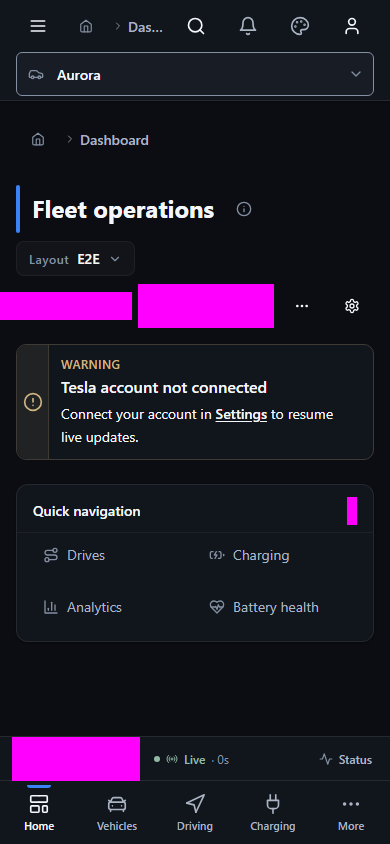 Das...
Aurora
Dashboard
Fleet operations
Layout E2E
WARNING
Tesla account not connected
Connect your account in Settings to resume
live updates.
Quick navigation
Drives
Charging
Analytics
Battery health
Live · 0s
Status
Home
Vehicles
Driving
Charging
More